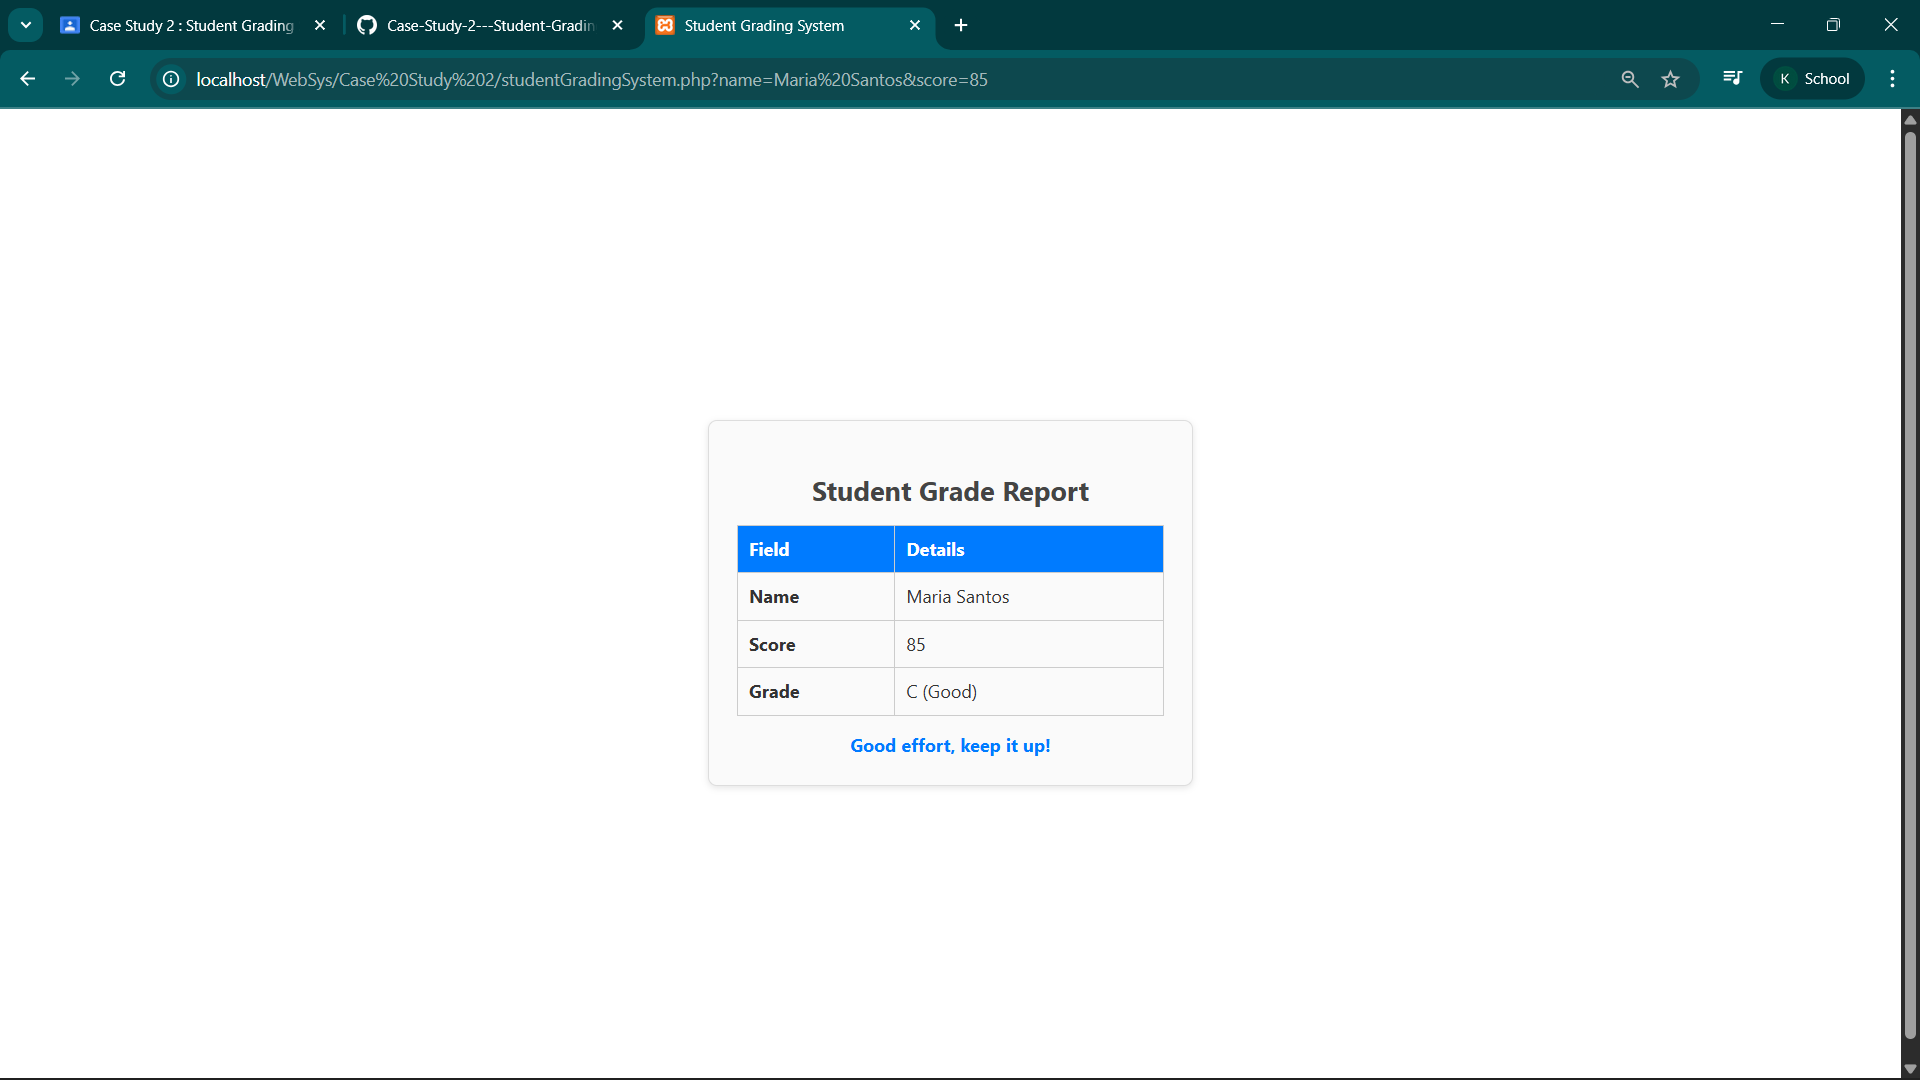 Case Study 2 : Student Grading
Case-Study-2---Student-Gradin
Student Grading System
localhost/WebSys/Case%20Study%202/studentGradingSystem.php?name=Maria%20Santos&score=85
K School
Student Grade Report
Field Details
Name Maria Santos
Score 85
Grade C (Good)
Good effort, keep it up!